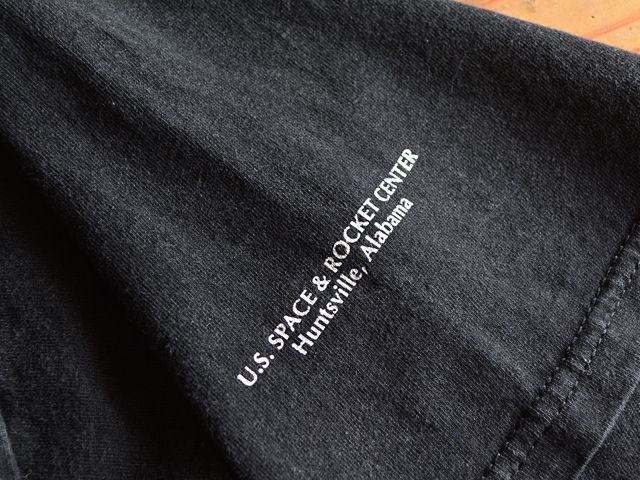 U.S. SPACE & ROCKET CENTER
Huntsville, Alabama